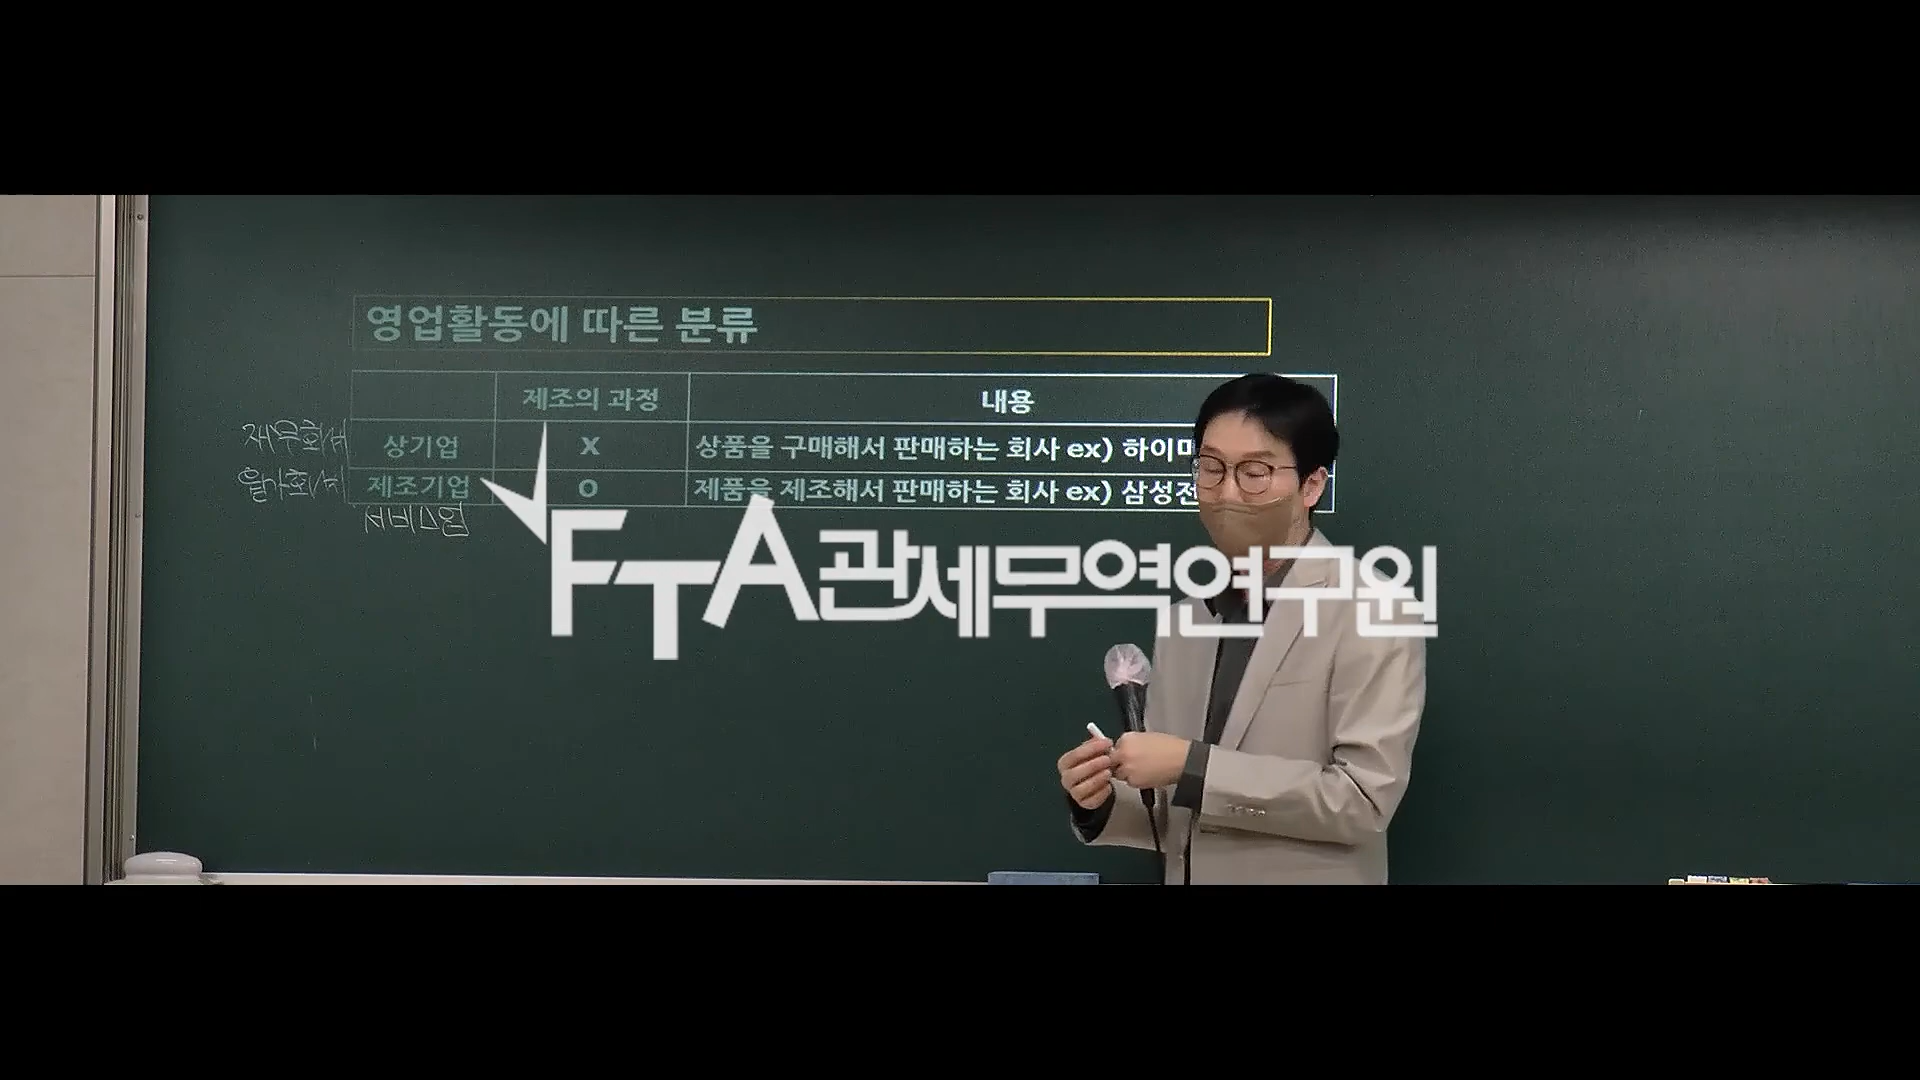 영업활동에 따른 분류
제조의 과정 내용
재무회계 상기업 X 상품을 구매해서 판매하는 회사 ex) 하이마
원가회계 제조기업 O 제품을 제조해서 판매하는 회사 ex) 삼성전
서비스업
FTA관세무역연구원